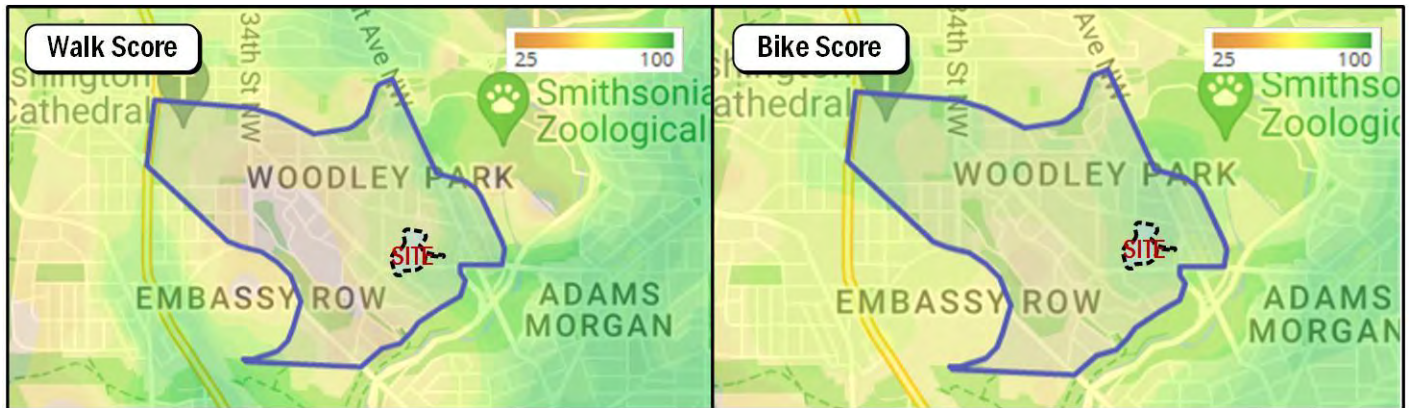 Walk Score
25 100
34th St NW
Ave NW
Cathedral
Smithsonia
Zoological
WOODLEY PARK
SITE
EMBASSY ROW
ADAMS
MORGAN
Bike Score
25 100
34th St NW
Ave NW
athedral
Smithso
Zoologic
WOODLEY PARK
SITE
EMBASSY ROW
ADAMS
MORGAN